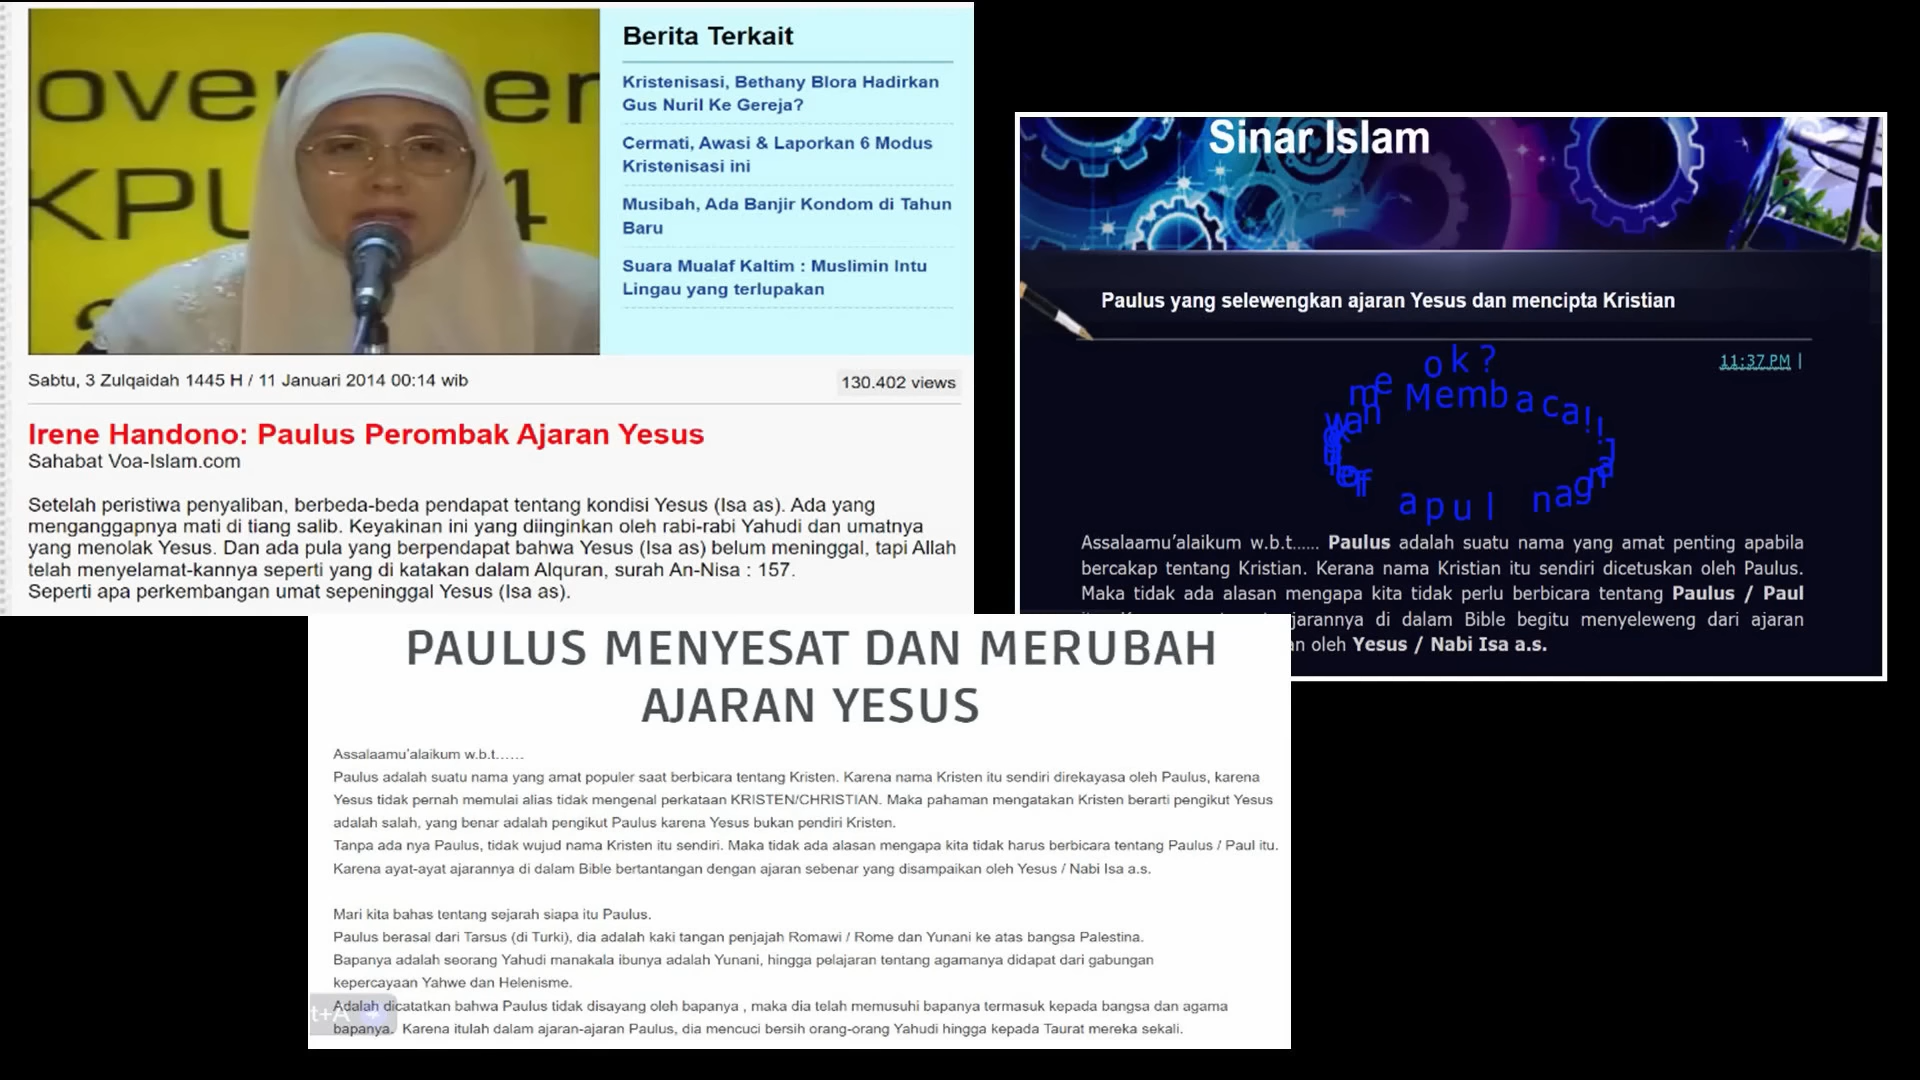 over er
KPU 4
Berita Terkait
Kristenisasi, Bethany Blora Hadirkan
Gus Nuril Ke Gereja?
Cermati, Awasi & Laporkan 6 Modus
Kristenisasi ini
Musibah, Ada Banjir Kondom di Tahun
Baru
Suara Mualaf Kaltim : Muslimin Intu
Lingau yang terlupakan
Sabtu, 3 Zulqaidah 1445 H / 11 Januari 2014 00:14 wib
130.402 views
Irene Handono: Paulus Perombak Ajaran Yesus
Sahabat Voa-Islam.com
Setelah peristiwa penyaliban, berbeda-beda pendapat tentang kondisi Yesus (Isa as). Ada yang
menganggapnya mati di tiang salib. Keyakinan ini yang diinginkan oleh rabi-rabi Yahudi dan umatnya
yang menolak Yesus. Dan ada pula yang berpendapat bahwa Yesus (Isa as) belum meninggal, tapi Allah
telah menyelamat-kannya seperti yang di katakan dalam Alquran, surah An-Nisa : 157.
Seperti apa perkembangan umat sepeninggal Yesus (Isa as).
Sinar Islam
Paulus yang selewengkan ajaran Yesus dan mencipta Kristian
11:37 PM |
ok?
Membaca!!
Assalaamu’alaikum w.b.t...... Paulus adalah suatu nama yang amat penting apabila
bercakap tentang Kristian. Kerana nama Kristian itu sendiri dicetuskan oleh Paulus.
Maka tidak ada alasan mengapa kita tidak perlu berbicara tentang Paulus / Paul
jarannya di dalam Bible begitu menyeleweng dari ajaran
oleh Yesus / Nabi Isa a.s.
PAULUS MENYESAT DAN MERUBAH
AJARAN YESUS
Assalaamu’alaikum w.b.t……
Paulus adalah suatu nama yang amat populer saat berbicara tentang Kristen. Karena nama Kristen itu sendiri direkayasa oleh Paulus, karena
Yesus tidak pernah memulai alias tidak mengenal perkataan KRISTEN/CHRISTIAN. Maka pahaman mengatakan Kristen berarti pengikut Yesus
adalah salah, yang benar adalah pengikut Paulus karena Yesus bukan pendiri Kristen.
Tanpa ada nya Paulus, tidak wujud nama Kristen itu sendiri. Maka tidak ada alasan mengapa kita tidak harus berbicara tentang Paulus / Paul itu.
Karena ayat-ayat ajarannya di dalam Bible bertantangan dengan ajaran sebenar yang disampaikan oleh Yesus / Nabi Isa a.s.
Mari kita bahas tentang sejarah siapa itu Paulus.
Paulus berasal dari Tarsus (di Turki), dia adalah kaki tangan penjajah Romawi / Rome dan Yunani ke atas bangsa Palestina.
Bapanya adalah seorang Yahudi manakala ibunya adalah Yunani, hingga pelajaran tentang agamanya didapat dari gabungan
kepercayaan Yahwe dan Helenisme.
Adalah dicatatkan bahwa Paulus tidak disayang oleh bapanya , maka dia telah memusuhi bapanya termasuk kepada bangsa dan agama
bapanya. Karena itulah dalam ajaran-ajaran Paulus, dia mencuci bersih orang-orang Yahudi hingga kepada Taurat mereka sekali.
t+A